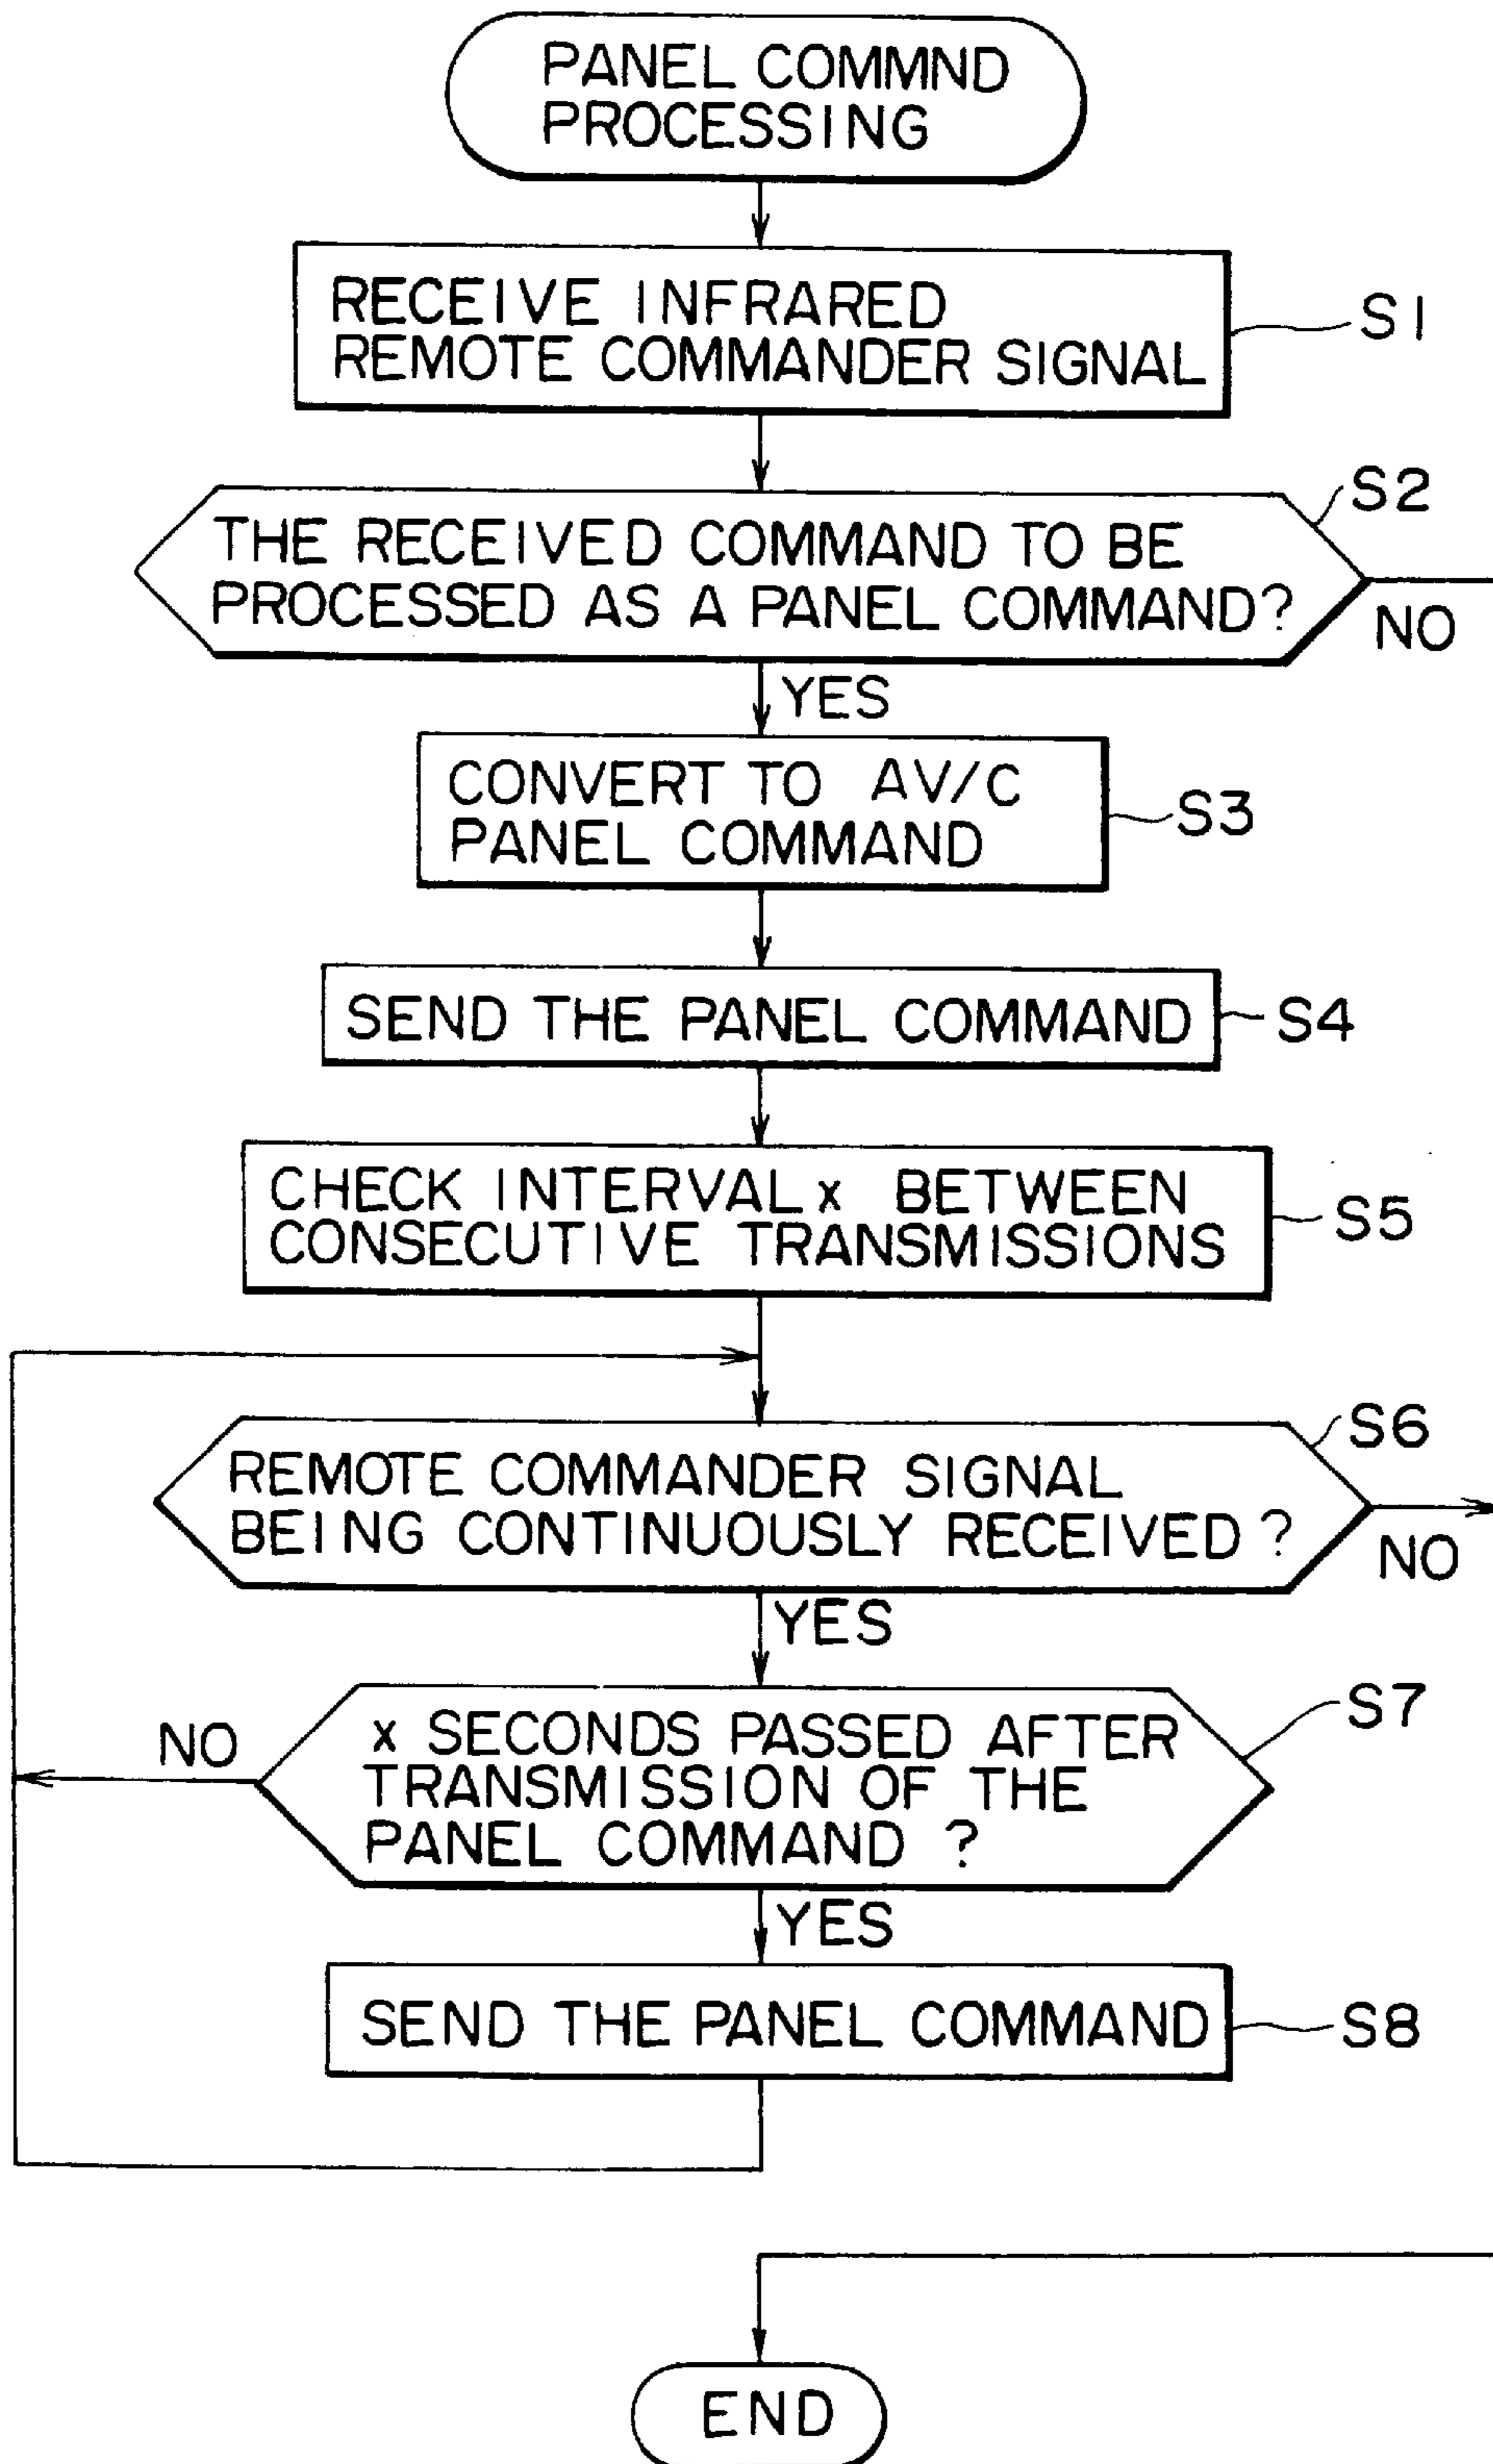 PANEL COMMND
PROCESSING
RECEIVE INFRARED
REMOTE COMMANDER SIGNAL
S1
S2
THE RECEIVED COMMAND TO BE
PROCESSED AS A PANEL COMMAND?
NO
YES
CONVERT TO AV/C
PANEL COMMAND
S3
SEND THE PANEL COMMAND
S4
CHECK INTERVAL x BETWEEN
CONSECUTIVE TRANSMISSIONS
S5
S6
REMOTE COMMANDER SIGNAL
BEING CONTINUOUSLY RECEIVED ?
NO
YES
S7
NO
x SECONDS PASSED AFTER
TRANSMISSION OF THE
PANEL COMMAND ?
YES
SEND THE PANEL COMMAND
S8
END